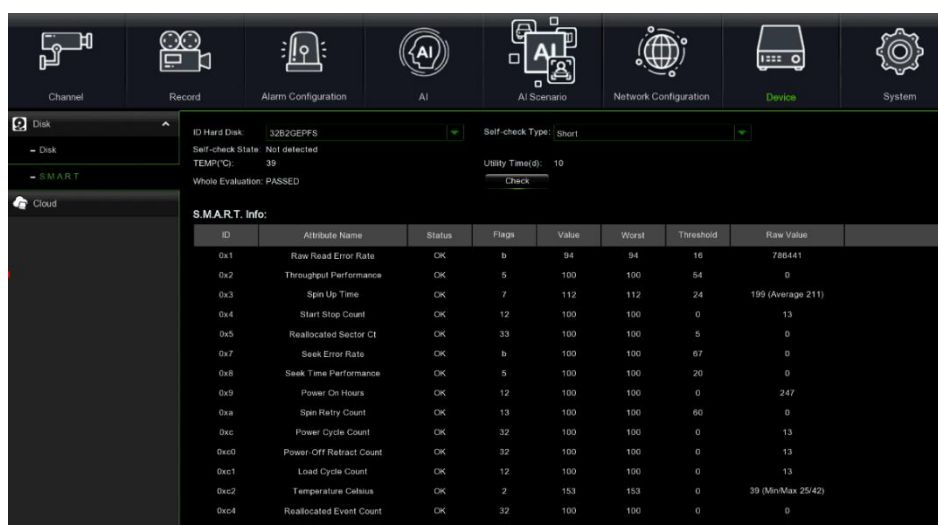 Channel Record Alarm Configuration AI AI Scenario Network Configuration Device System
Disk
Disk
S.M.A.R.T
Cloud
ID Hard Disk: 32B2GEPFS Self-check Type: Short
Self-check State: Not detected
TEMP(°C): 39 Utility Time(d): 10
Whole Evaluation: PASSED Check
S.M.A.R.T. Info:
ID Attribute Name Status Flags Value Worst Threshold Raw Value
0x1 Raw Read Error Rate OK b 94 94 16 786441
0x2 Throughput Performance OK 5 100 100 54 0
0x3 Spin Up Time OK 7 112 112 24 199 (Average 211)
0x4 Start Stop Count OK 12 100 100 0 13
0x5 Reallocated Sector Ct OK 33 100 100 5 0
0x7 Seek Error Rate OK b 100 100 67 0
0x8 Seek Time Performance OK 5 100 100 20 0
0x9 Power On Hours OK 12 100 100 0 247
0xa Spin Retry Count OK 13 100 100 60 0
0xc Power Cycle Count OK 32 100 100 0 13
0xc0 Power-Off Retract Count OK 32 100 100 0 13
0xc1 Load Cycle Count OK 12 100 100 0 13
0xc2 Temperature Celsius OK 2 153 153 0 39 (Min/Max 25/42)
0xc4 Reallocated Event Count OK 32 100 100 0 0